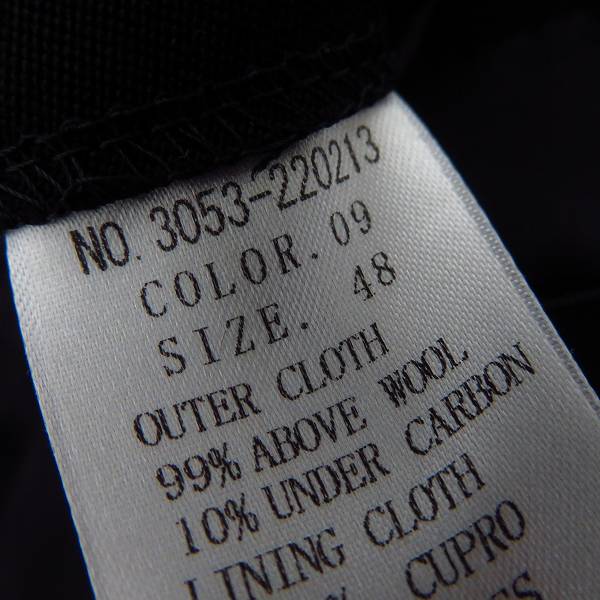 NO. 3053-220213
COLOR. 09
SIZE. 48
OUTER CLOTH
99% ABOVE WOOL
10% UNDER CARBON
LINING CLOTH
% CUPRO